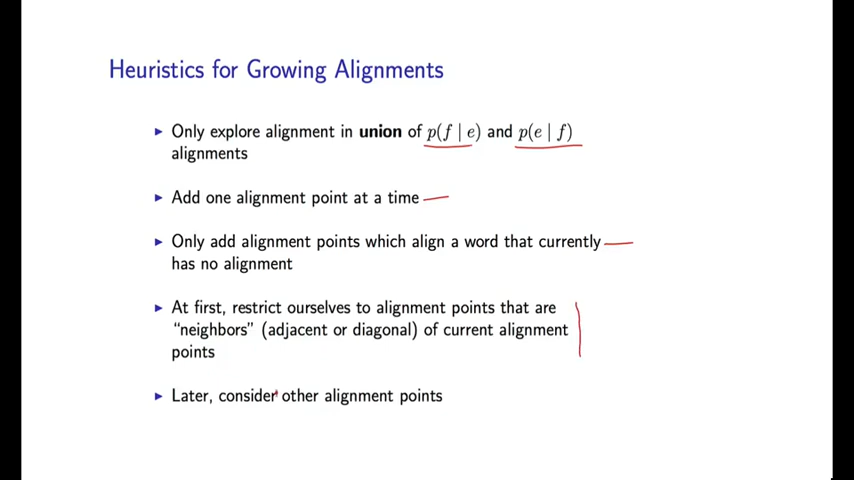 Heuristics for Growing Alignments
▶ Only explore alignment in union of p(f | e) and p(e | f)
alignments
▶ Add one alignment point at a time
▶ Only add alignment points which align a word that currently
has no alignment
▶ At first, restrict ourselves to alignment points that are
“neighbors” (adjacent or diagonal) of current alignment
points
▶ Later, consider other alignment points